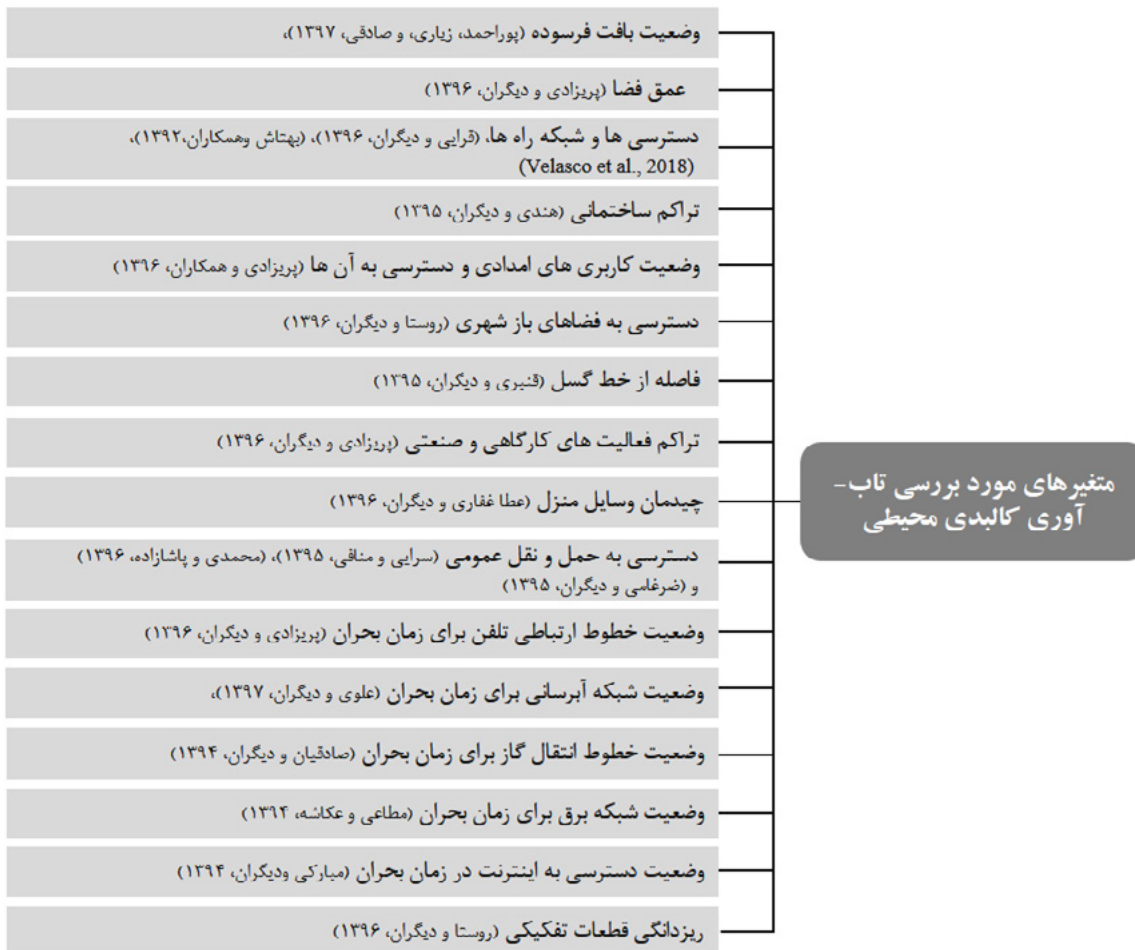 وضعیت بافت فرسوده (پوراحمد، زیاری، و صادقی، ۱۳۹۷)،
عمق فضا (پریزادی و دیگران، ۱۳۹۶)
دسترسی ها و شبکه راه ها، (قرایی و دیگران، ۱۳۹۶)، (بهتاش وهمکاران،۱۳۹۲)،
(Velasco et al., 2018)
تراکم ساختمانی (هندی و دیگران، ۱۳۹۵)
وضعیت کاربری های امدادی و دسترسی به آن ها (پریزادی و همکاران، ۱۳۹۶)
دسترسی به فضاهای باز شهری (روستا و دیگران، ۱۳۹۶)
فاصله از خط گسل (قنبری و دیگران، ۱۳۹۵)
تراکم فعالیت های کارگاهی و صنعتی (پریزادی و دیگران، ۱۳۹۶)
چیدمان وسایل منزل (عطا غفاری و دیگران، ۱۳۹۶)
دسترسی به حمل و نقل عمومی (سرایی و منافی، ۱۳۹۵)، (محمدی و پاشازاده، ۱۳۹۶)
و (ضرغامی و دیگران، ۱۳۹۵)
وضعیت خطوط ارتباطی تلفن برای زمان بحران (پریزادی و دیگران، ۱۳۹۶)
وضعیت شبکه آبرسانی برای زمان بحران (علوی و دیگران، ۱۳۹۷)،
وضعیت خطوط انتقال گاز برای زمان بحران (صادقیان و دیگران، ۱۳۹۴)
وضعیت شبکه برق برای زمان بحران (مطاعی و عکاشه، ۱۳۹۴)
وضعیت دسترسی به اینترنت در زمان بحران (مبارکی ودیگران، ۱۳۹۴)
ریزدانگی قطعات تفکیکی (روستا و دیگران، ۱۳۹۶)
متغیرهای مورد بررسی تاب-
آوری کالبدی محیطی